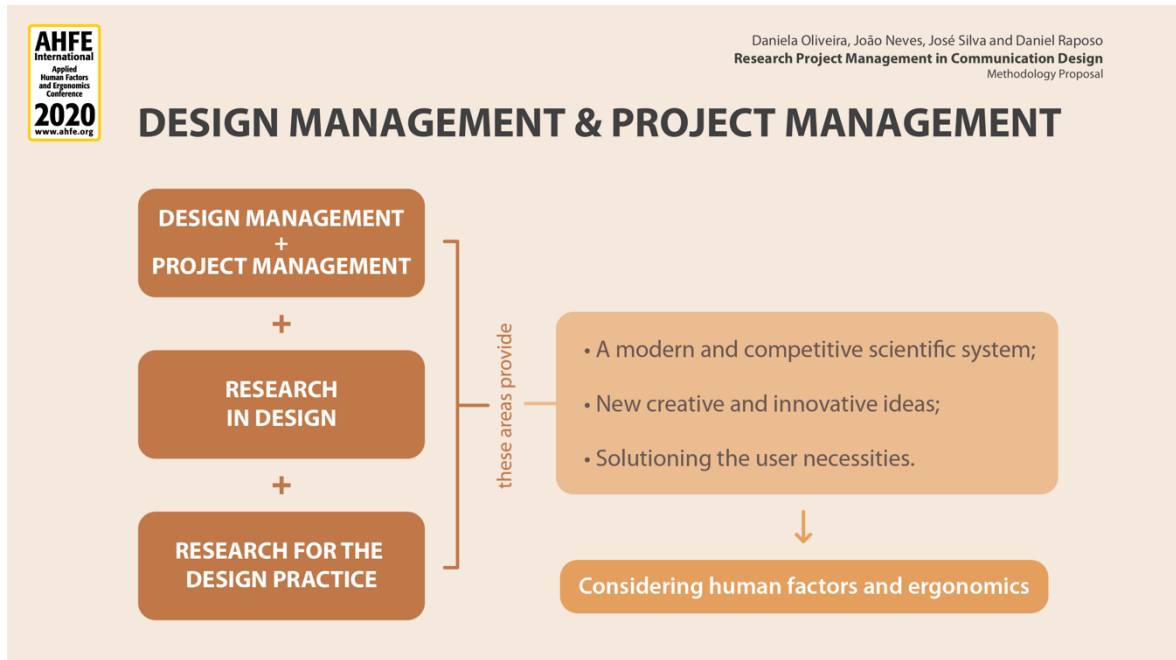 AHFE
International
Applied
Human Factors
and Ergonomics
Conference
2020
www.ahfe.org
Daniela Oliveira, João Neves, José Silva and Daniel Raposo
Research Project Management in Communication Design
Methodology Proposal
DESIGN MANAGEMENT & PROJECT MANAGEMENT
DESIGN MANAGEMENT
+
PROJECT MANAGEMENT
+
RESEARCH
IN DESIGN
+
RESEARCH FOR THE
DESIGN PRACTICE
these areas provide
• A modern and competitive scientific system;
• New creative and innovative ideas;
• Solutioning the user necessities.
Considering human factors and ergonomics